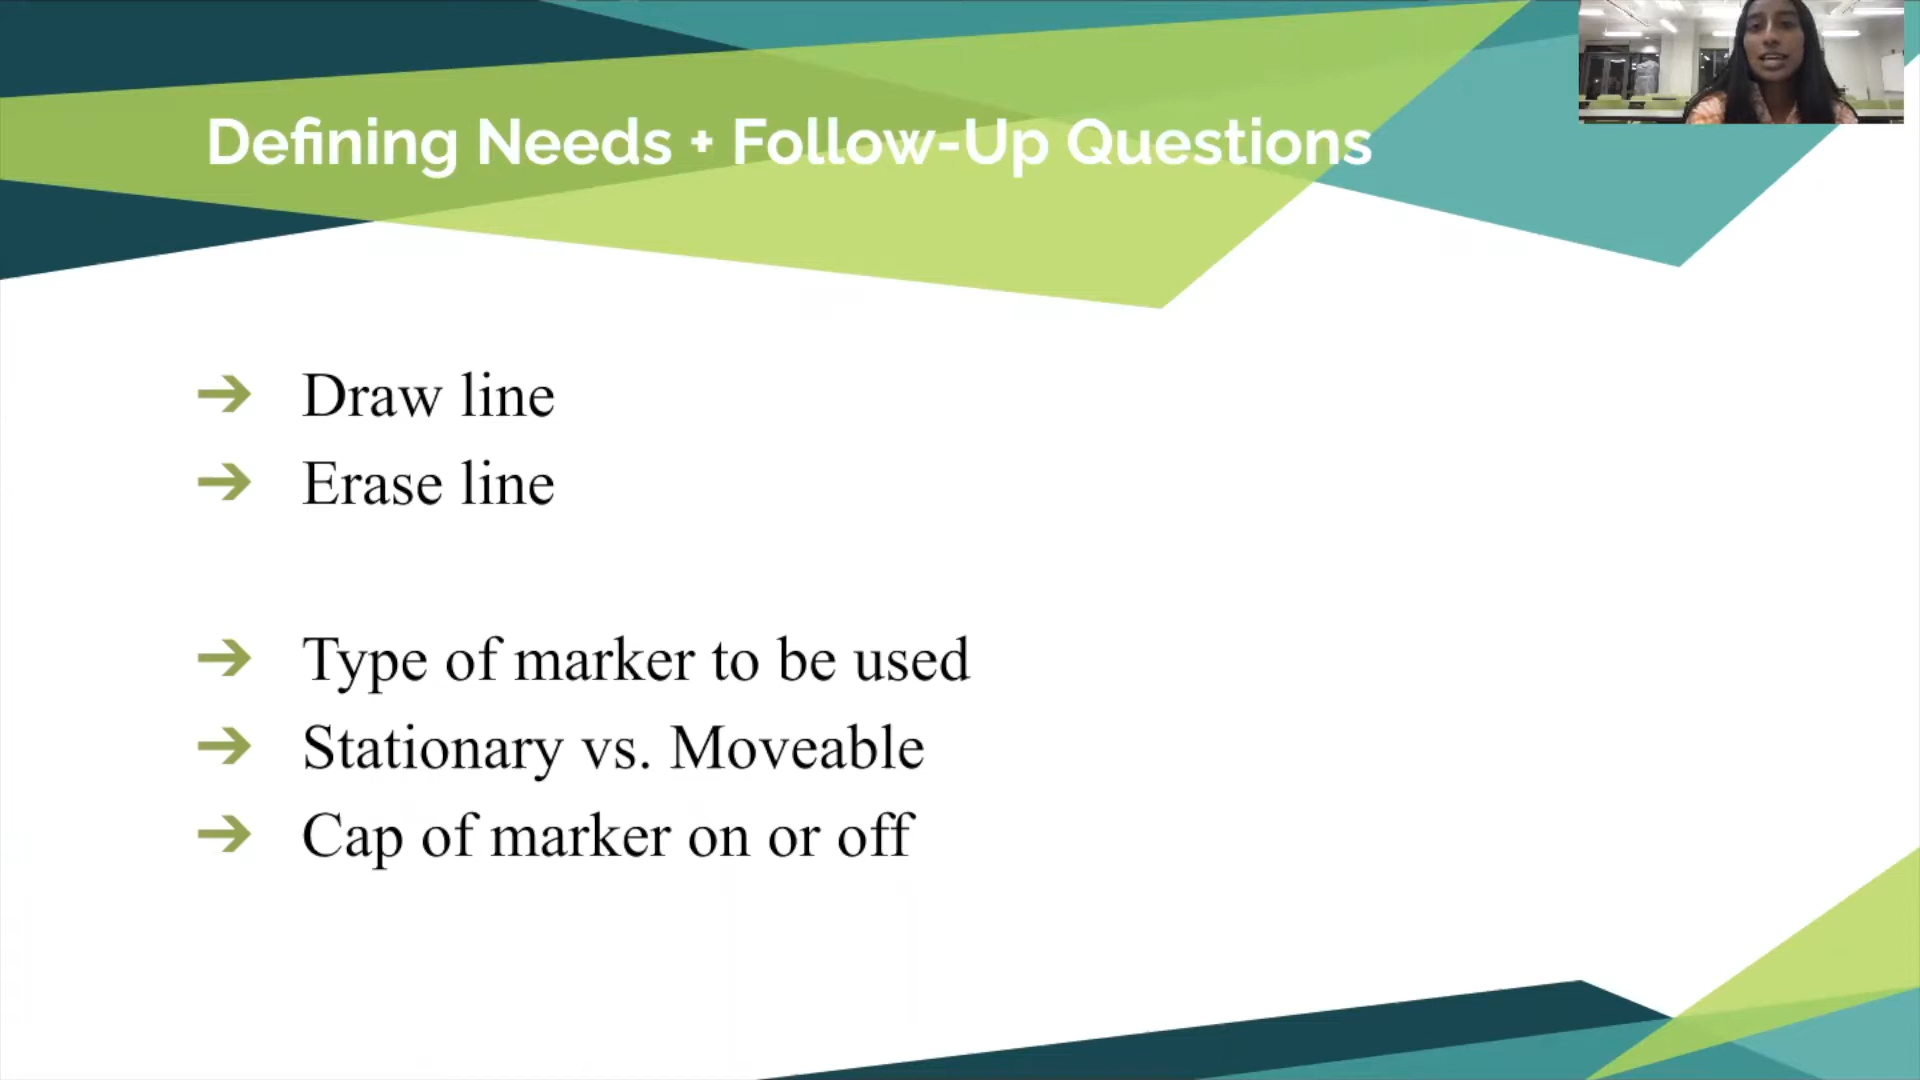 Defining Needs + Follow-Up Questions
➔ Draw line
➔ Erase line
➔ Type of marker to be used
➔ Stationary vs. Moveable
➔ Cap of marker on or off